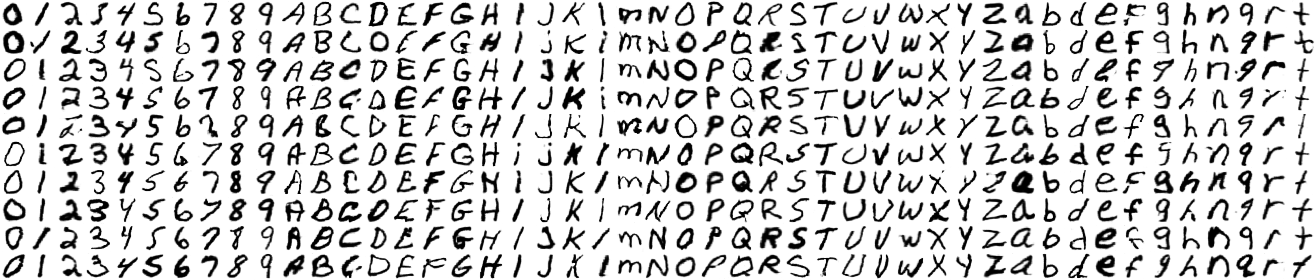 0 1 2 3 4 5 6 7 8 9 A B C D E F G H I J K l m N O P Q R S T U V W X Y Z a b d e f g h n q r t
0 1 2 3 4 5 6 7 8 9 A B C D E F G H I J K l m N O P Q R S T U V W X Y Z a b d e f g h n q r t
0 1 2 3 4 5 6 7 8 9 A B C D E F G H I J K l m N O P Q R S T U V W X Y Z a b d e f g h n q r t
0 1 2 3 4 5 6 7 8 9 A B C D E F G H I J K l m N O P Q R S T U V W X Y Z a b d e f g h n q r t
0 1 2 3 4 5 6 7 8 9 A B C D E F G H I J K l m N O P Q R S T U V W X Y Z a b d e f g h n q r t
0 1 2 3 4 5 6 7 8 9 A B C D E F G H i j K l m N O P Q R S T U V W X Y Z a b d e f g h n q r t
0 1 2 3 4 5 6 7 8 9 A B C D E F G H I J K l m N O P Q R S T U V W X Y Z a b d e f g h n q r t
0 1 2 3 4 5 6 7 8 9 A B C D E F G H I J K l m N O P Q R S T U V W X Y Z a b d e f g h n q r t
0 1 2 3 4 5 6 7 8 9 A B C D E F G H I J K l m N O P Q R S T U V W X Y Z a b d e f g h n q r t
0 1 2 3 4 5 6 7 8 9 A B C D E F G H I J K l m N O P Q R S T U V W X Y Z a b d e f g h n q r t